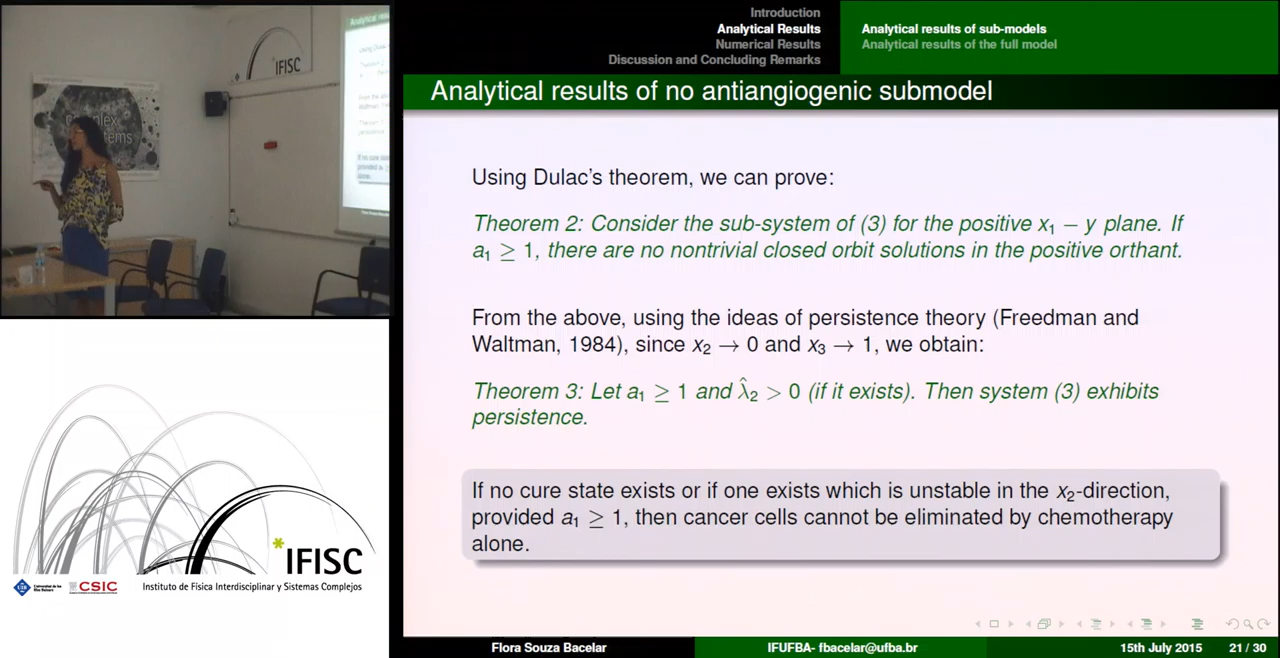 Introduction
Analytical Results
Numerical Results
Discussion and Concluding Remarks
Analytical results of sub-models
Analytical results of the full model
Analytical results of no antiangiogenic submodel
Using Dulac's theorem, we can prove:
Theorem 2: Consider the sub-system of (3) for the positive x₁ − y plane. If
a₁ ≥ 1, there are no nontrivial closed orbit solutions in the positive orthant.
From the above, using the ideas of persistence theory (Freedman and
Waltman, 1984), since x₂ → 0 and x₃ → 1, we obtain:
Theorem 3: Let a₁ ≥ 1 and λ̂₂ > 0 (if it exists). Then system (3) exhibits
persistence.
If no cure state exists or if one exists which is unstable in the x₂-direction,
provided a₁ ≥ 1, then cancer cells cannot be eliminated by chemotherapy
alone.
Flora Souza Bacelar
IFUFBA- fbacelar@ufba.br
15th July 2015
21 / 30
IFISC
IFISC
CSIC
Instituto de Física Interdisciplinar y Sistemas Complejos